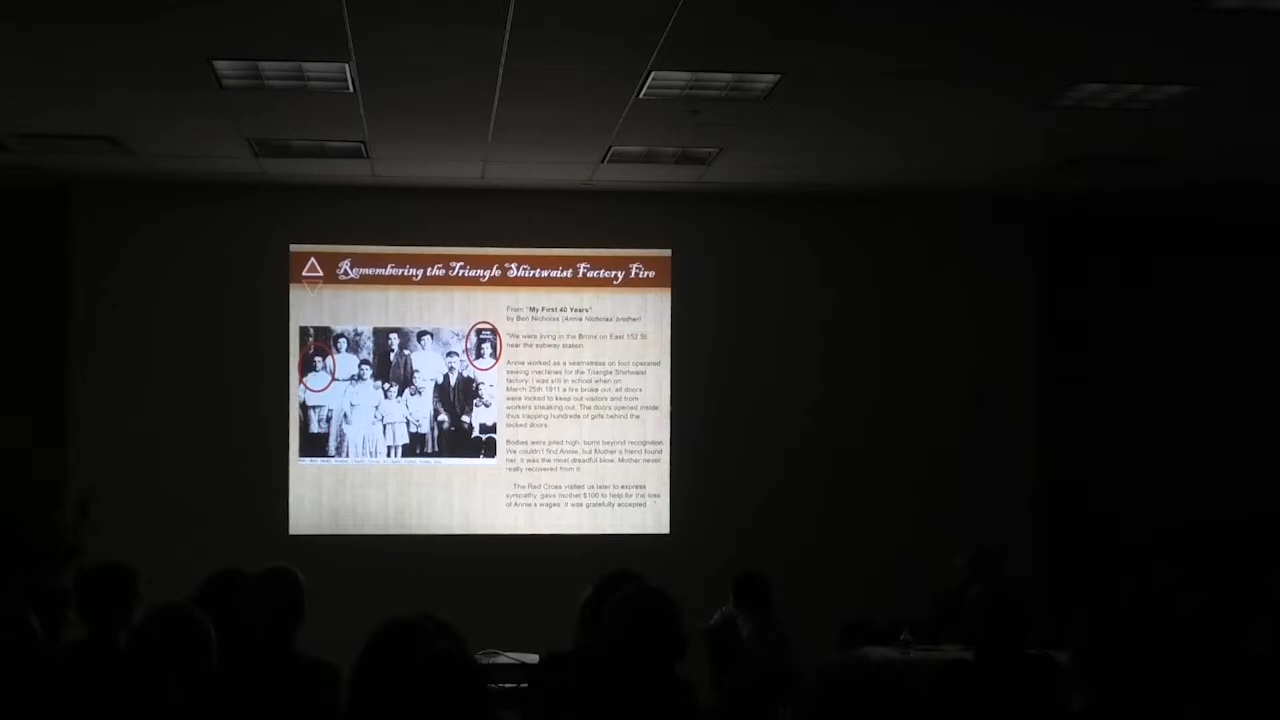 Remembering the Triangle Shirtwaist Factory Fire
From "My First 40 Years"
by Ben Nicholas (Annie Nicholas' brother)
"We were living in the Bronx on East 152 St.
near the subway station.
Annie worked as a seamstress on foot operated
sewing machines for the Triangle Shirtwaist
factory. I was still in school when on
March 25th 1911 a fire broke out; all doors
were locked to keep out visitors and from
workers sneaking out. The doors opened inside
thus trapping hundreds of girls behind the
locked doors.
Bodies were piled high, burnt beyond recognition.
We couldn't find Annie, but Mother's friend found
her. It was the most dreadful blow. Mother never
really recovered from it.
The Red Cross visited us later to express
sympathy, gave mother $100 to help for the loss
of Annie's wages. It was gratefully accepted. "